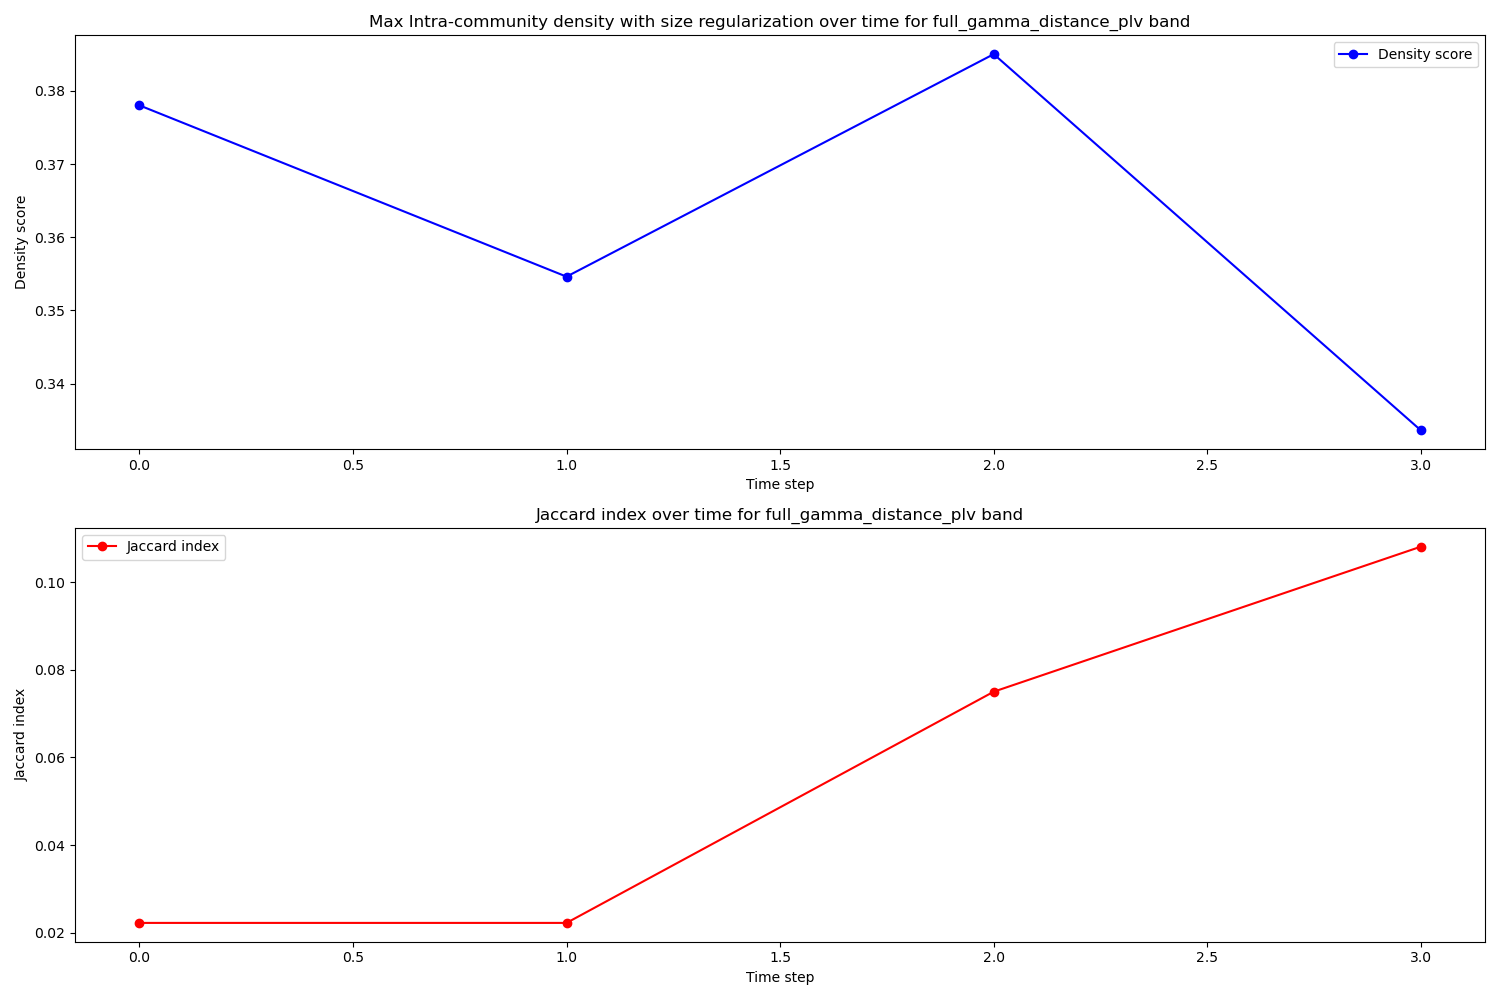 Max Intra-community density with size regularization over time for full_gamma_distance_plv band
Density score
0.38
0.37
0.36
0.35
0.34
Density score
0.0 0.5 1.0 1.5 2.0 2.5 3.0
Time step
Jaccard index over time for full_gamma_distance_plv band
Jaccard index
0.10
0.08
0.06
0.04
0.02
Jaccard index
0.0 0.5 1.0 1.5 2.0 2.5 3.0
Time step